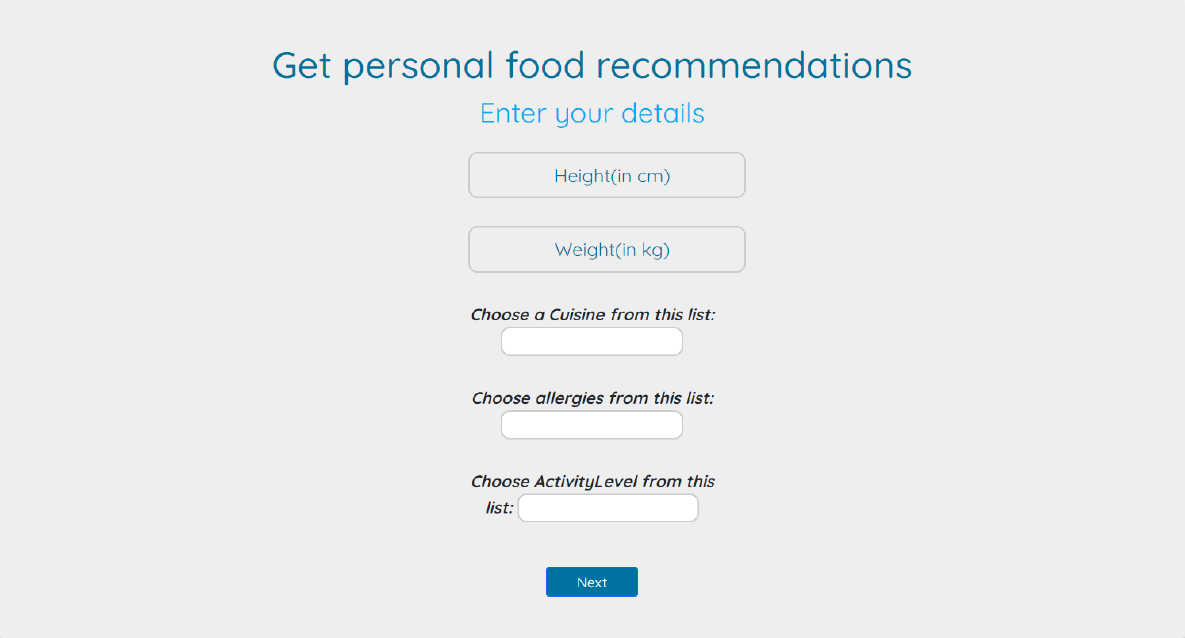 Get personal food recommendations
Enter your details
Height(in cm)
Weight(in kg)
Choose a Cuisine from this list:
Choose allergies from this list:
Choose ActivityLevel from this
list:
Next